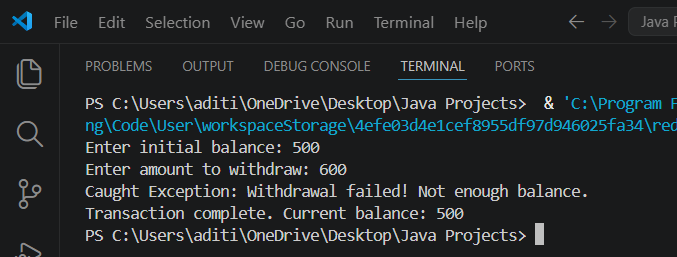 File Edit Selection View Go Run Terminal Help Java Proj
PROBLEMS OUTPUT DEBUG CONSOLE TERMINAL PORTS
PS C:\Users\aditi\OneDrive\Desktop\Java Projects>  & 'C:\Program F
ng\Code\User\workspaceStorage\4efe03d4e1cef8955df97d946025fa34\red
Enter initial balance: 500
Enter amount to withdraw: 600
Caught Exception: Withdrawal failed! Not enough balance.
Transaction complete. Current balance: 500
PS C:\Users\aditi\OneDrive\Desktop\Java Projects>